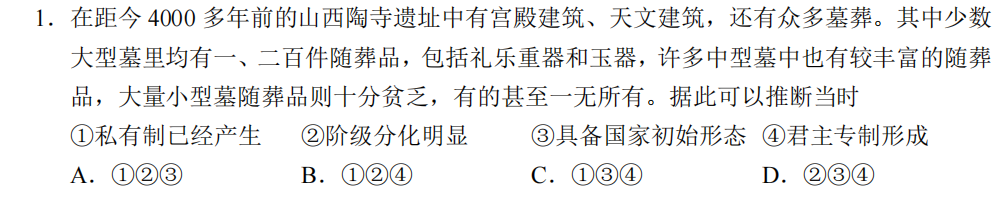 1．在距今 4000 多年前的山西陶寺遗址中有宫殿建筑、天文建筑，还有众多墓葬。其中少数
大型墓里均有一、二百件随葬品，包括礼乐重器和玉器，许多中型墓中也有较丰富的随葬
品，大量小型墓随葬品则十分贫乏，有的甚至一无所有。据此可以推断当时
①私有制已经产生 ②阶级分化明显 ③具备国家初始形态 ④君主专制形成
A．①②③ B．①②④ C．①③④ D．②③④